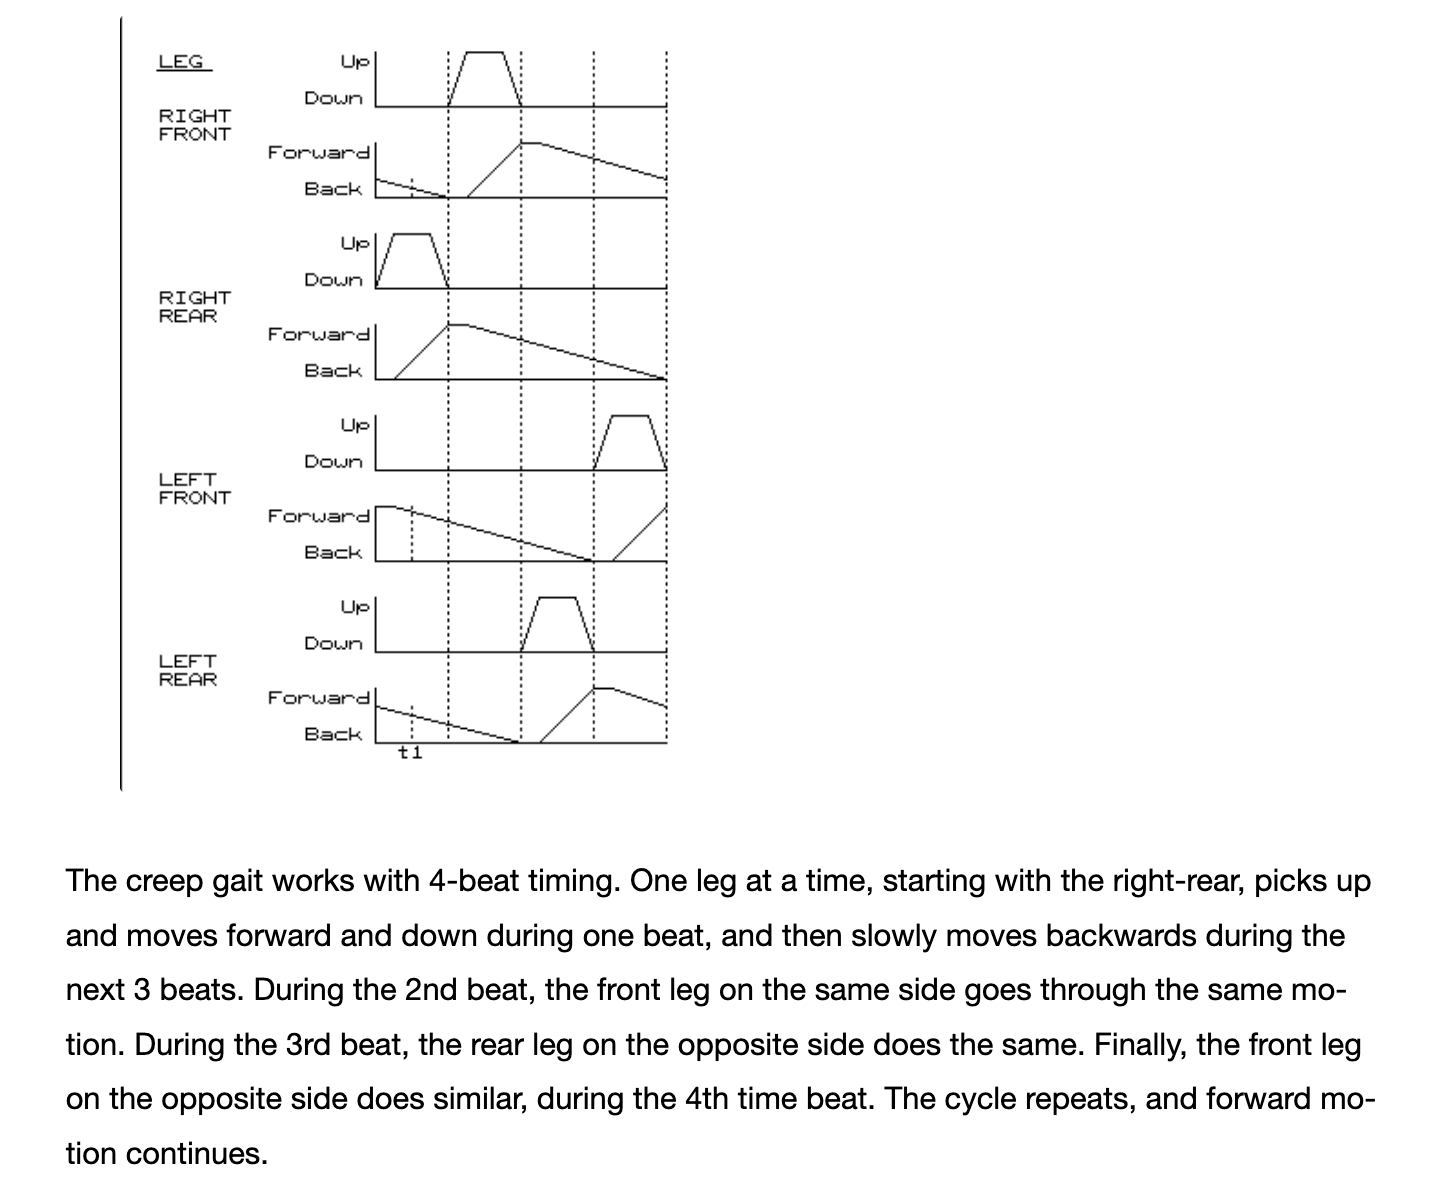 LEG
Up
Down
RIGHT
FRONT
Forward
Back
Up
Down
RIGHT
REAR
Forward
Back
Up
Down
LEFT
FRONT
Forward
Back
Up
Down
LEFT
REAR
Forward
Back
t1
The creep gait works with 4-beat timing. One leg at a time, starting with the right-rear, picks up
and moves forward and down during one beat, and then slowly moves backwards during the
next 3 beats. During the 2nd beat, the front leg on the same side goes through the same mo-
tion. During the 3rd beat, the rear leg on the opposite side does the same. Finally, the front leg
on the opposite side does similar, during the 4th time beat. The cycle repeats, and forward mo-
tion continues.